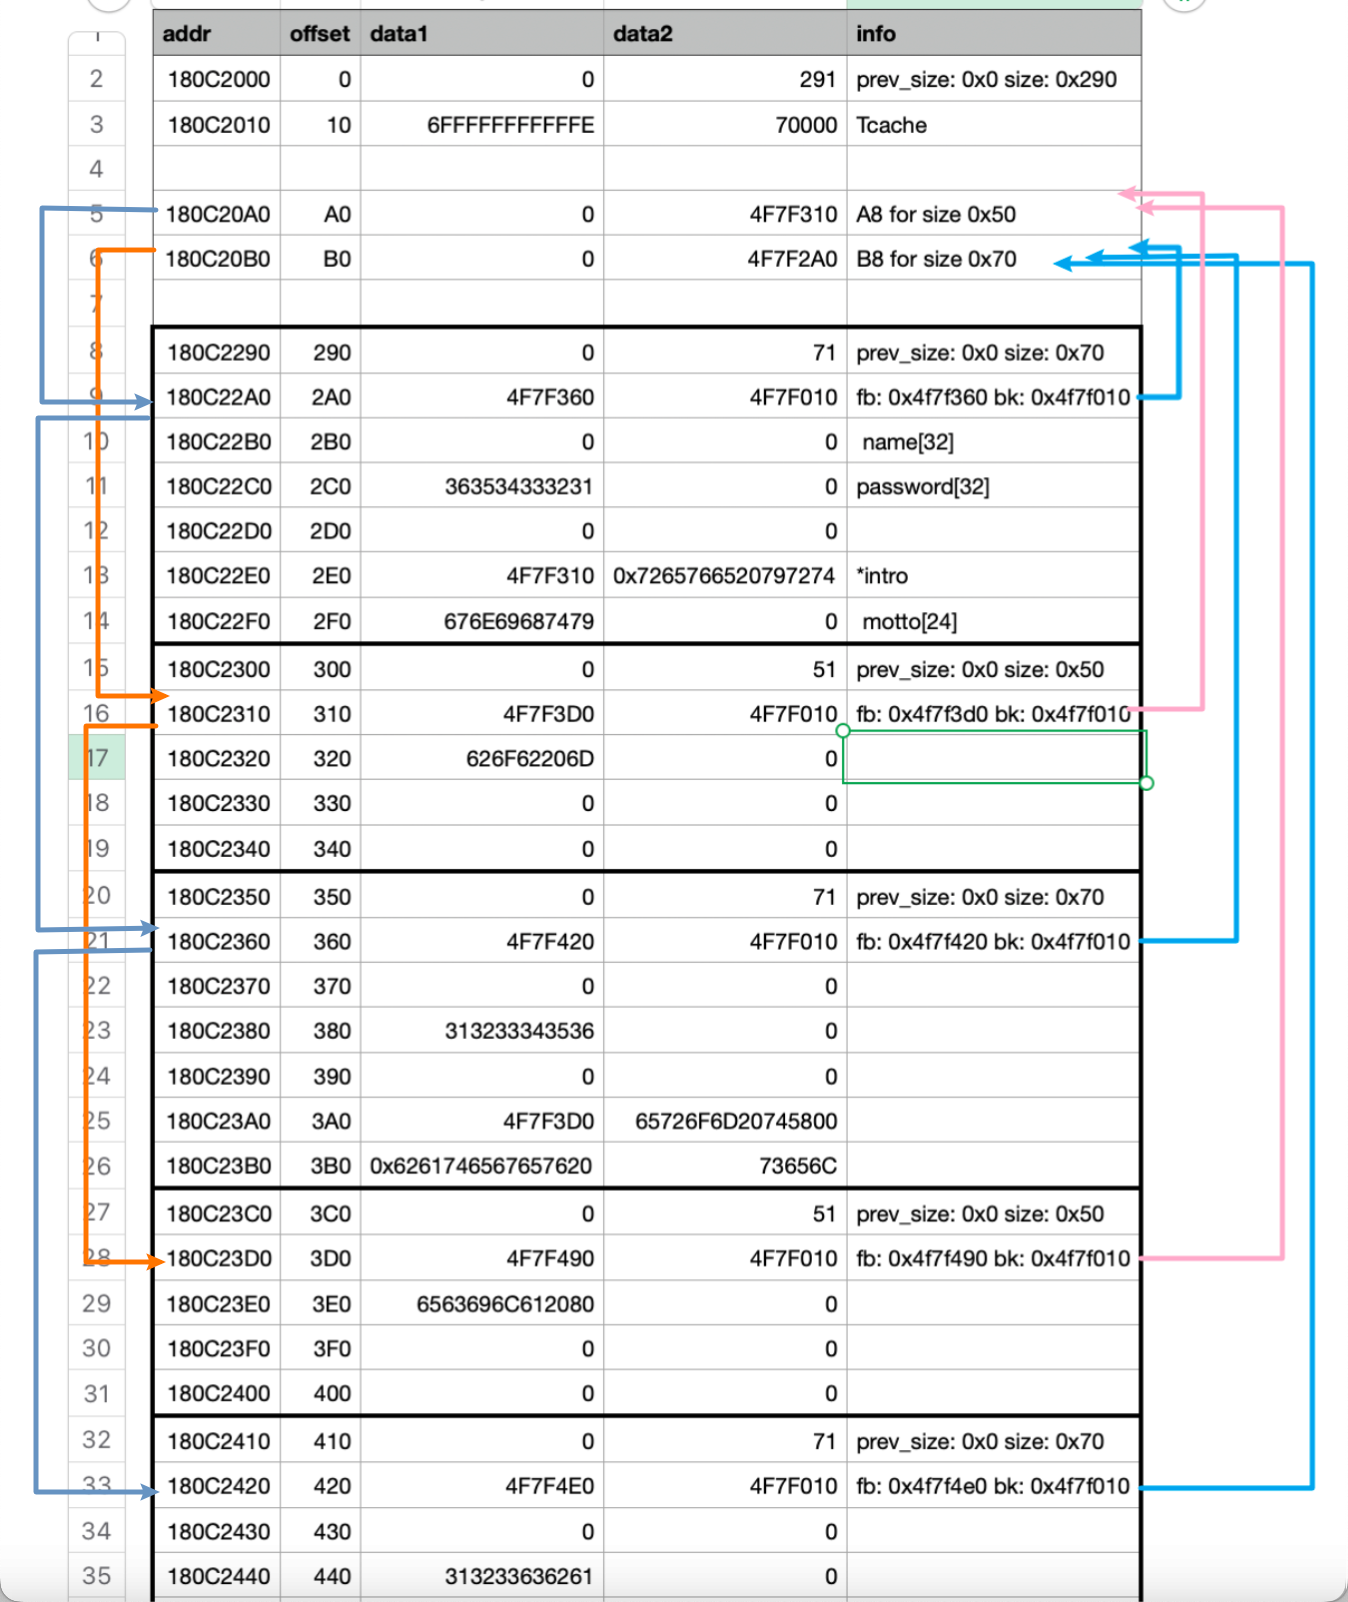 1 addr offset data1 data2 info
2 180C2000 0 0 291 prev_size: 0x0 size: 0x290
3 180C2010 10 6FFFFFFFFFFFE 70000 Tcache
4
5 180C20A0 A0 0 4F7F310 A8 for size 0x50
6 180C20B0 B0 0 4F7F2A0 B8 for size 0x70
7
8 180C2290 290 0 71 prev_size: 0x0 size: 0x70
9 180C22A0 2A0 4F7F360 4F7F010 fb: 0x4f7f360 bk: 0x4f7f010
10 180C22B0 2B0 0 0 name[32]
11 180C22C0 2C0 363534333231 0 password[32]
12 180C22D0 2D0 0 0
13 180C22E0 2E0 4F7F310 0x7265766520797274 *intro
14 180C22F0 2F0 676E69687479 0 motto[24]
15 180C2300 300 0 51 prev_size: 0x0 size: 0x50
16 180C2310 310 4F7F3D0 4F7F010 fb: 0x4f7f3d0 bk: 0x4f7f010
17 180C2320 320 626F62206D 0
18 180C2330 330 0 0
19 180C2340 340 0 0
20 180C2350 350 0 71 prev_size: 0x0 size: 0x70
21 180C2360 360 4F7F420 4F7F010 fb: 0x4f7f420 bk: 0x4f7f010
22 180C2370 370 0 0
23 180C2380 380 313233343536 0
24 180C2390 390 0 0
25 180C23A0 3A0 4F7F3D0 65726F6D20745800
26 180C23B0 3B0 0x6261746567657620 73656C
27 180C23C0 3C0 0 51 prev_size: 0x0 size: 0x50
28 180C23D0 3D0 4F7F490 4F7F010 fb: 0x4f7f490 bk: 0x4f7f010
29 180C23E0 3E0 6563696C612080 0
30 180C23F0 3F0 0 0
31 180C2400 400 0 0
32 180C2410 410 0 71 prev_size: 0x0 size: 0x70
33 180C2420 420 4F7F4E0 4F7F010 fb: 0x4f7f4e0 bk: 0x4f7f010
34 180C2430 430 0 0
35 180C2440 440 313233636261 0